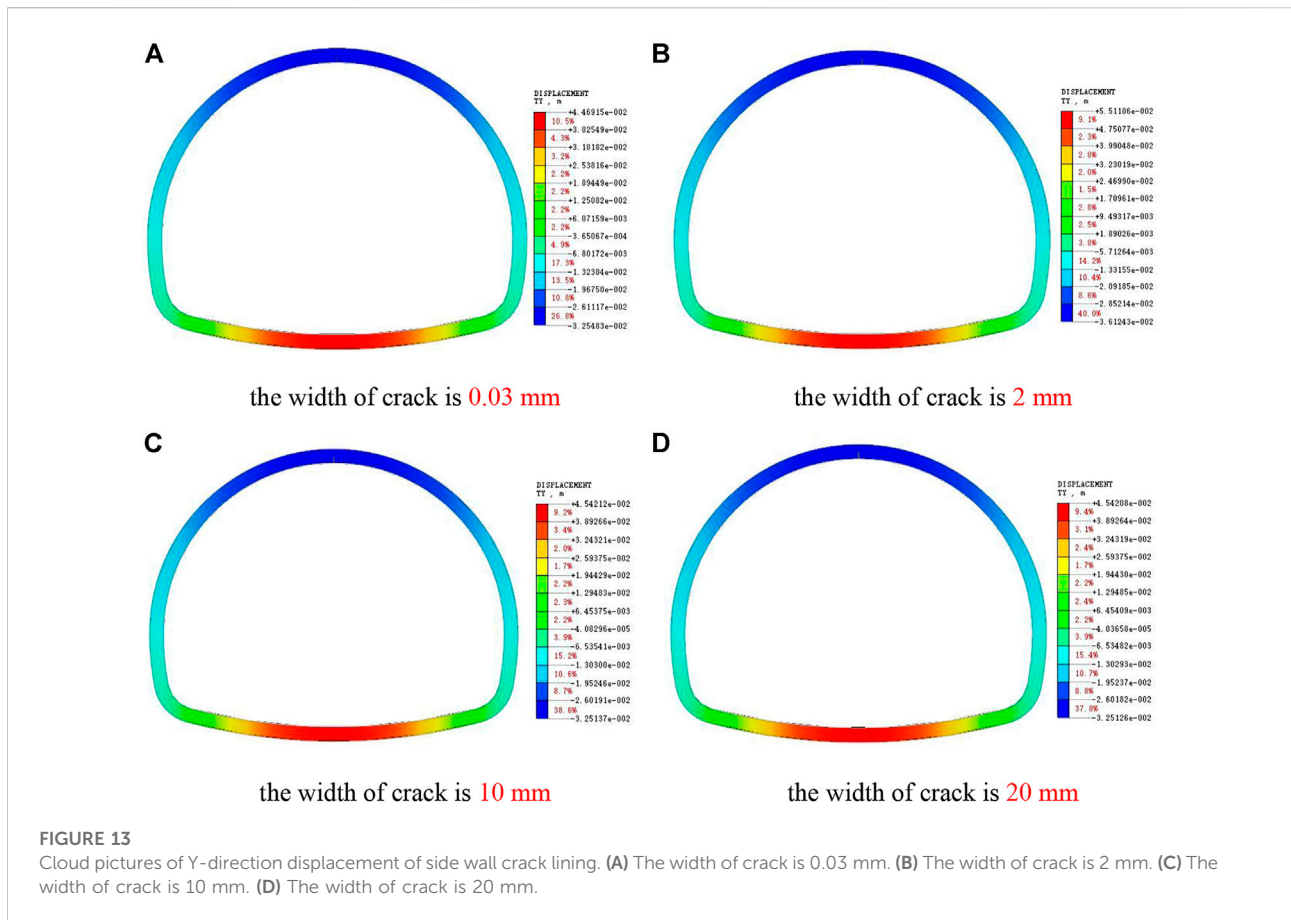 A
DISPLACEMENT
TY , m
+4.46915e-002
10.5%
+3.82549e-002
4.3%
+3.18182e-002
3.2%
+2.53816e-002
2.2%
+1.89449e-002
2.2%
+1.25082e-002
2.2%
+6.07159e-003
2.2%
-3.65067e-004
4.9%
-6.80172e-003
17.3%
-1.32384e-002
13.5%
-1.96750e-002
10.8%
-2.61117e-002
26.8%
-3.25483e-002
the width of crack is 0.03 mm
B
DISPLACEMENT
TY , m
+5.51106e-002
9.1%
+4.75077e-002
2.3%
+3.99048e-002
2.8%
+3.23019e-002
2.0%
+2.46990e-002
1.5%
+1.70961e-002
2.8%
+9.49317e-003
2.5%
+1.89026e-003
3.8%
-5.71264e-003
14.2%
-1.33155e-002
10.4%
-2.09185e-002
8.6%
-2.85214e-002
40.0%
-3.61243e-002
the width of crack is 2 mm
C
DISPLACEMENT
TY , m
+4.54212e-002
9.2%
+3.89266e-002
3.4%
+3.24321e-002
2.0%
+2.59375e-002
1.7%
+1.94429e-002
2.2%
+1.29483e-002
2.3%
+6.45375e-003
2.2%
-4.08296e-005
3.9%
-6.53541e-003
15.2%
-1.30300e-002
10.6%
-1.95246e-002
8.7%
-2.60191e-002
38.6%
-3.25137e-002
the width of crack is 10 mm
D
DISPLACEMENT
TY , m
+4.54208e-002
9.4%
+3.89264e-002
3.1%
+3.24319e-002
2.4%
+2.59375e-002
1.7%
+1.94430e-002
2.2%
+1.29485e-002
2.4%
+6.45409e-003
2.2%
-4.03658e-005
3.9%
-6.53482e-003
15.4%
-1.30293e-002
10.7%
-1.95237e-002
8.8%
-2.60182e-002
37.8%
-3.25126e-002
the width of crack is 20 mm
FIGURE 13
Cloud pictures of Y-direction displacement of side wall crack lining. (A) The width of crack is 0.03 mm. (B) The width of crack is 2 mm. (C) The
width of crack is 10 mm. (D) The width of crack is 20 mm.